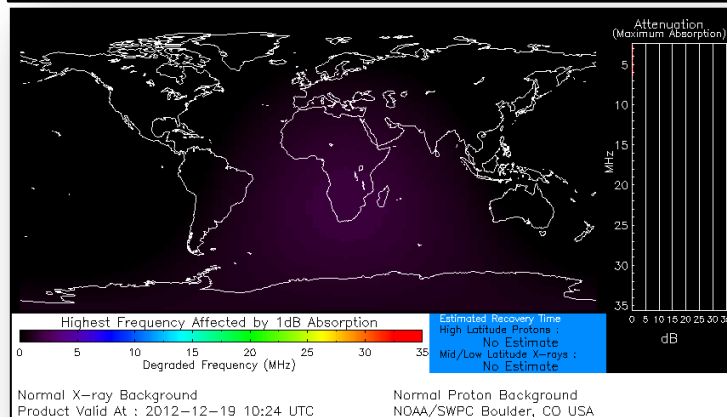 Attenuation
(Maximum Absorption)
5
10
15
20
25
30
35
MHz
0 5 10 15 20 25 30
dB
Highest Frequency Affected by 1dB Absorption
0 5 10 15 20 25 30 35
Degraded Frequency (MHz)
Estimated Recovery Time
High Latitude Protons :
No Estimate
Mid/Low Latitude X-rays :
No Estimate
Normal X-ray Background
Normal Proton Background
Product Valid At : 2012-12-19 10:24 UTC
NOAA/SWPC Boulder, CO USA